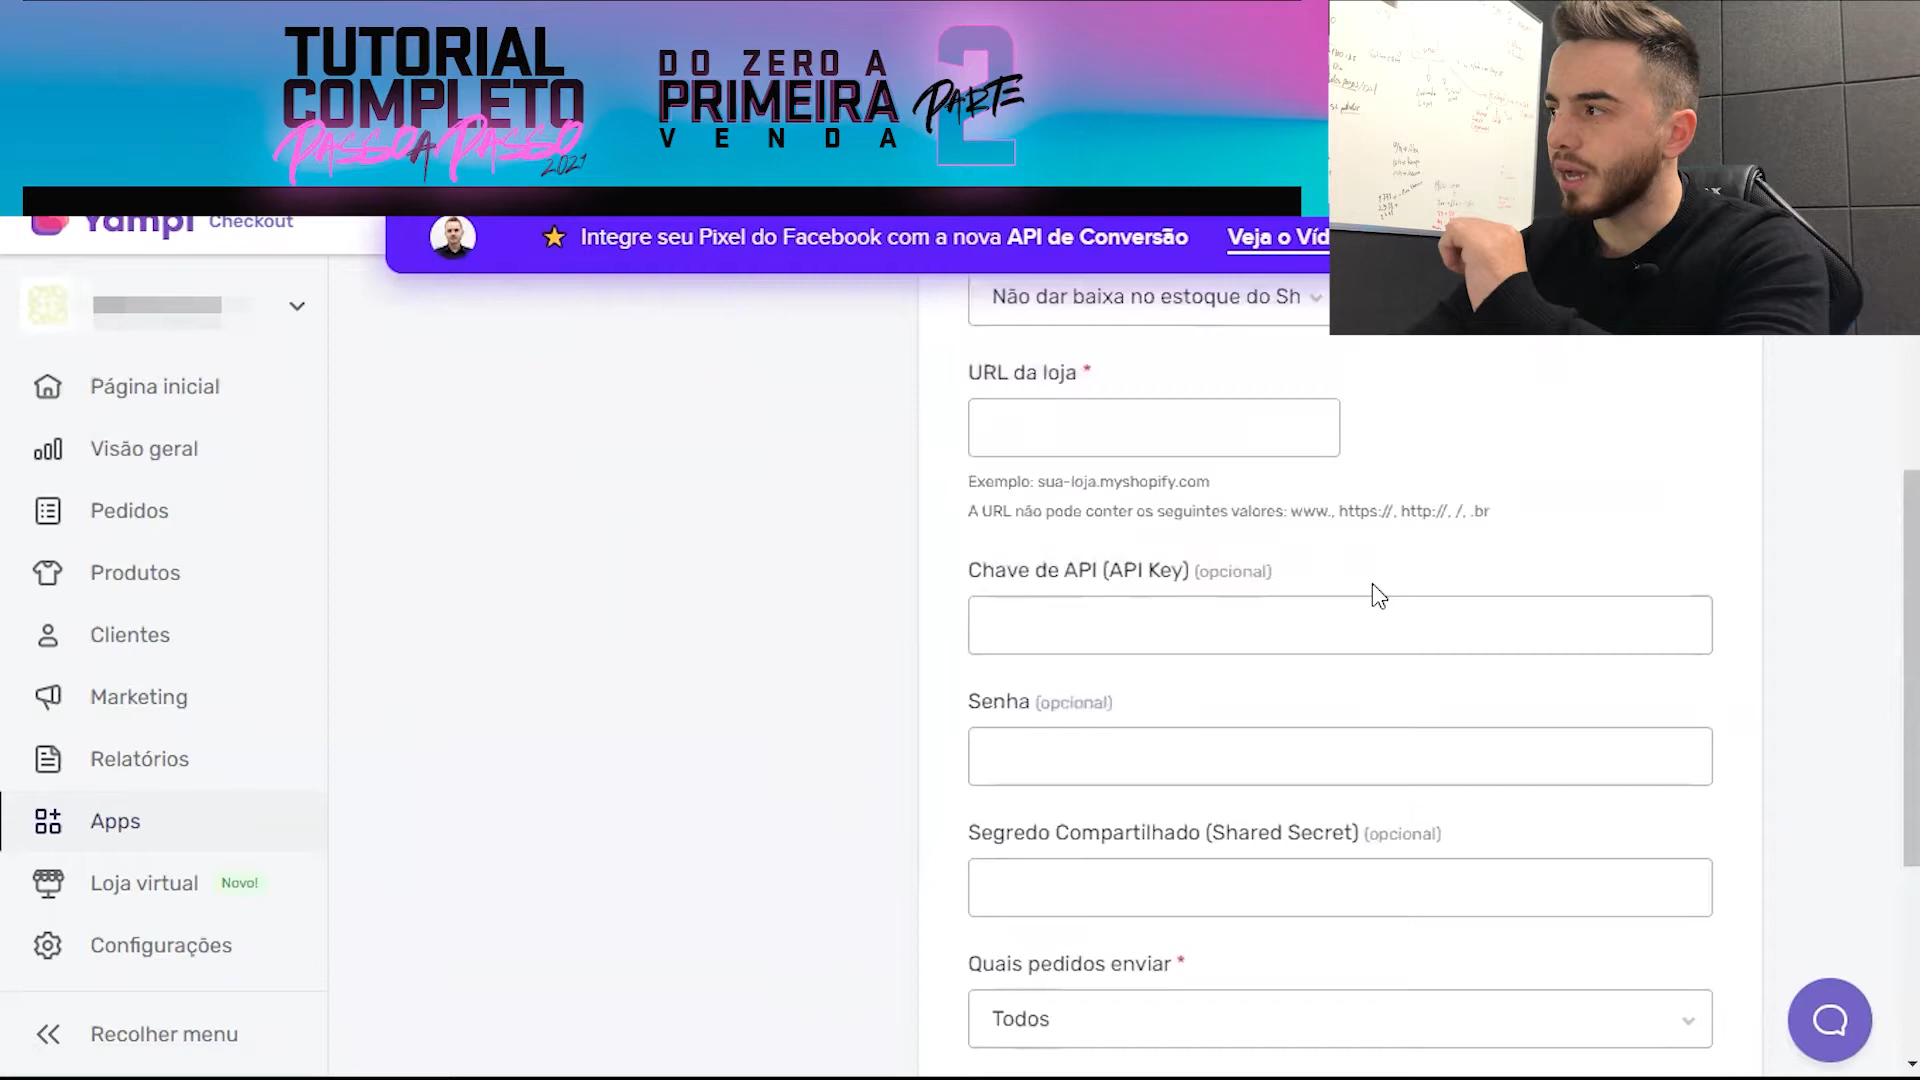 TUTORIAL
COMPLETO
PASSO A PASSO
2021
DO ZERO A
PRIMEIRA
VENDA
PARTE
2
Yampi Checkout
Integre seu Pixel do Facebook com a nova API de Conversão
Veja o Víd
Página inicial
Visão geral
Pedidos
Produtos
Clientes
Marketing
Relatórios
Apps
Loja virtual Novo!
Configurações
Recolher menu
Não dar baixa no estoque do Sh
URL da loja *
Exemplo: sua-loja.myshopify.com
A URL não pode conter os seguintes valores: www., https://, http://, /, .br
Chave de API (API Key) (opcional)
Senha (opcional)
Segredo Compartilhado (Shared Secret) (opcional)
Quais pedidos enviar *
Todos